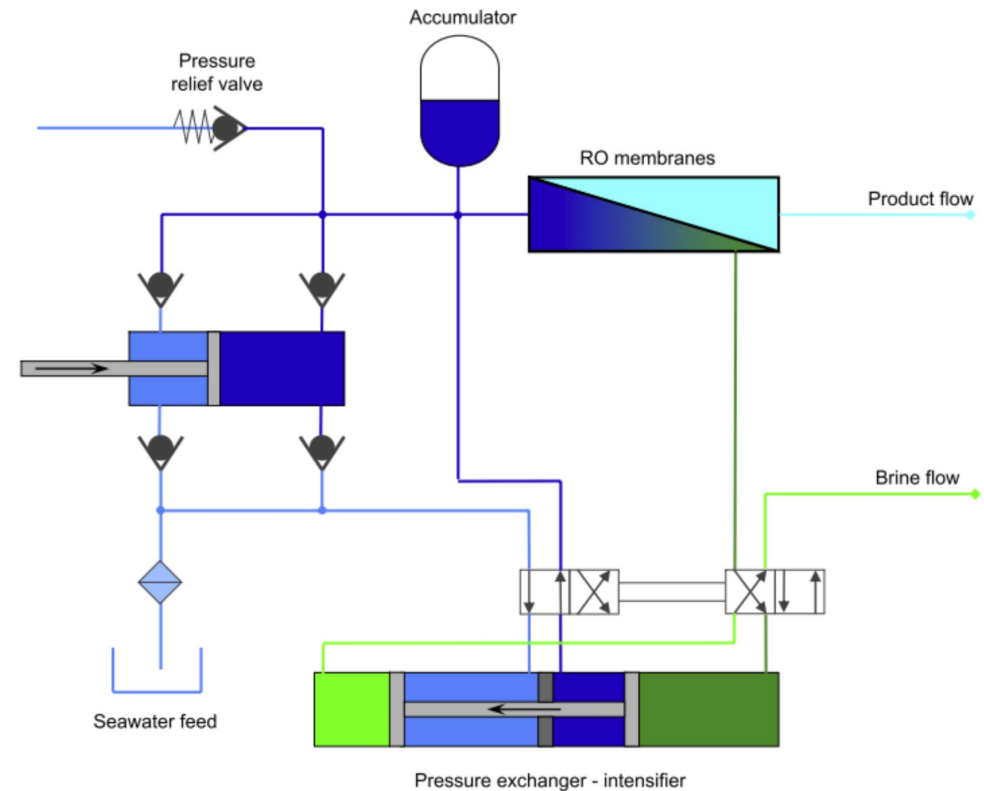 Accumulator
Pressure
relief valve
RO membranes
Product flow
Brine flow
Seawater feed
Pressure exchanger - intensifier